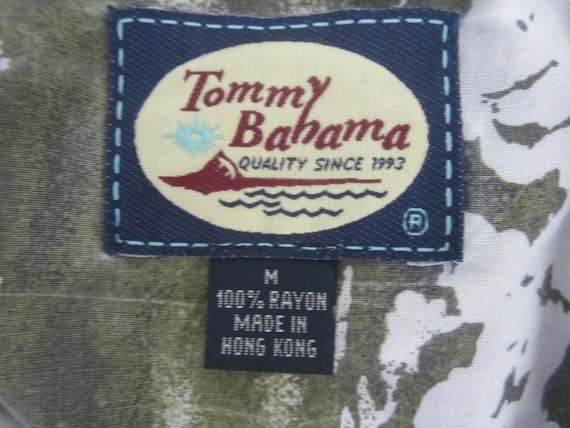 Tommy
Bahama
QUALITY SINCE 1993
®
M
100% RAYON
MADE IN
HONG KONG